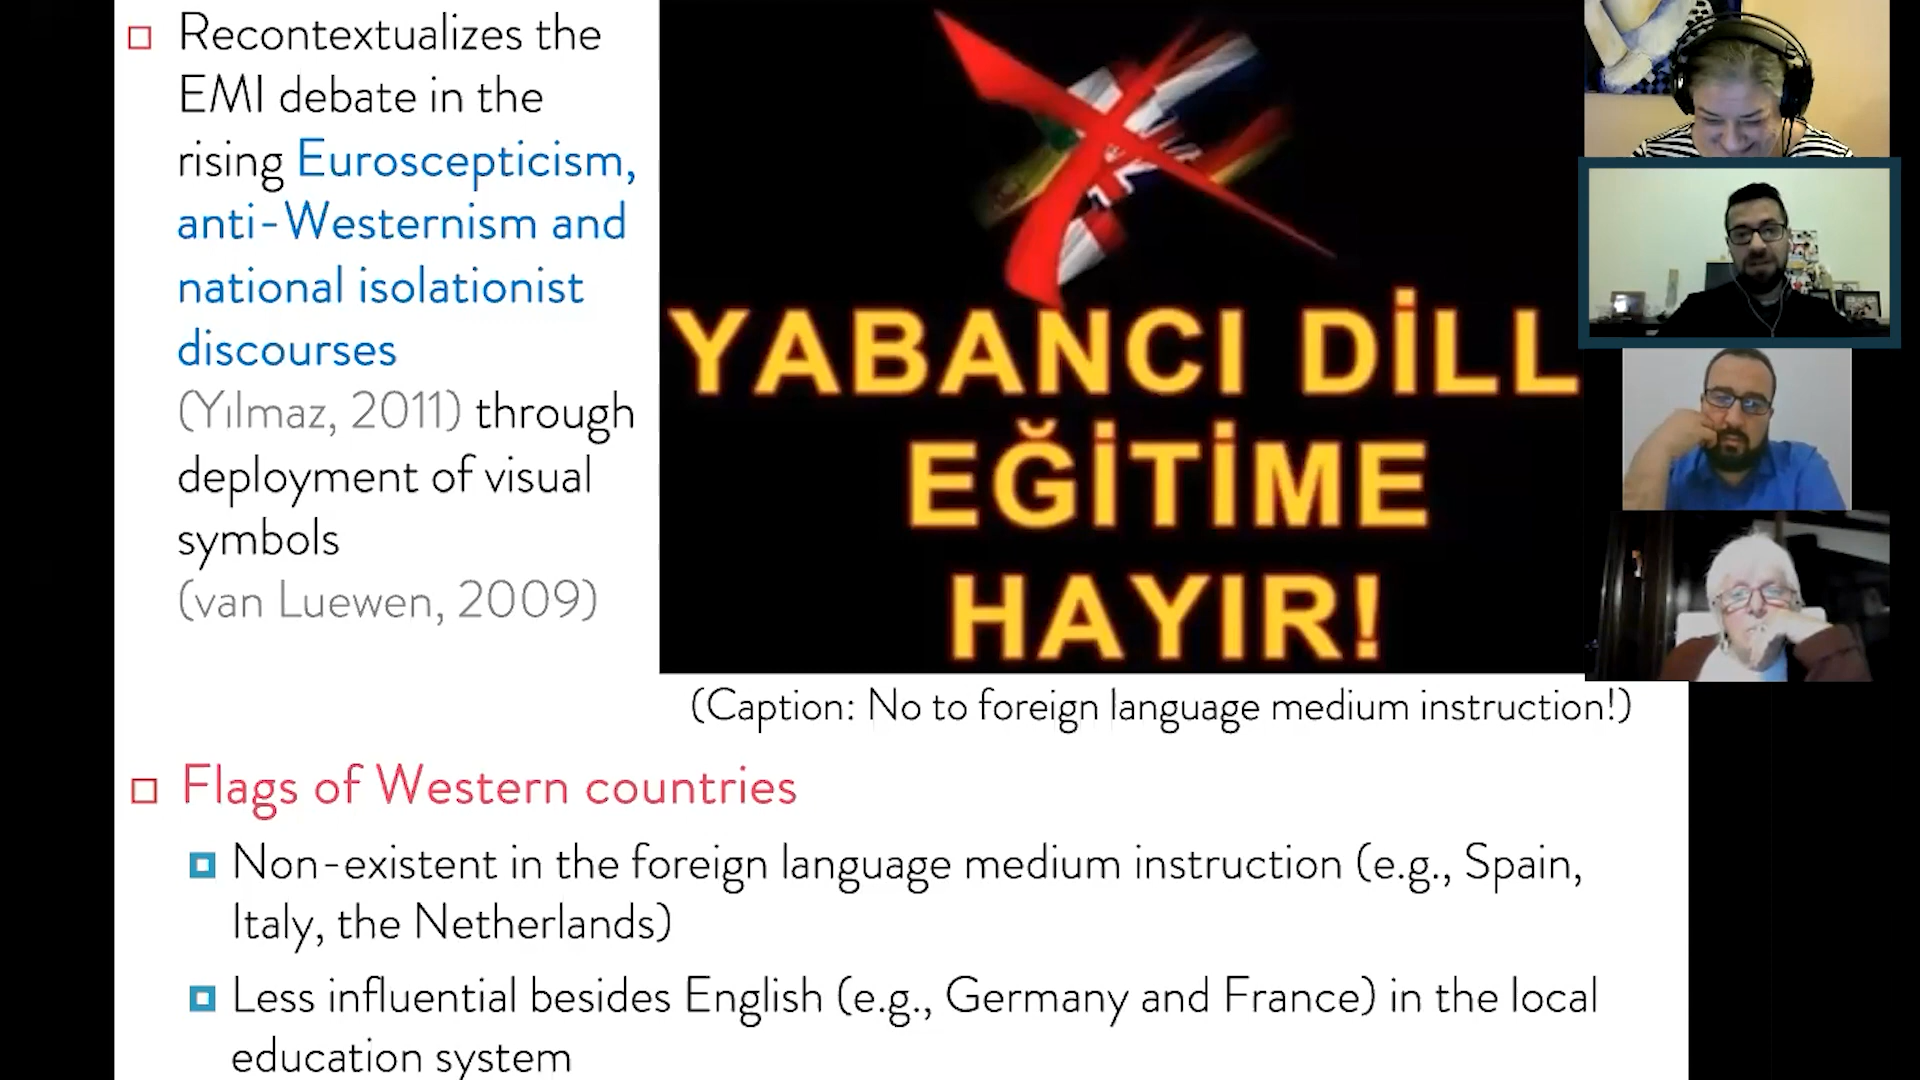 Recontextualizes the
EMI debate in the
rising Euroscepticism,
anti-Westernism and
national isolationist
discourses
(Yılmaz, 2011) through
deployment of visual
symbols
(van Luewen, 2009)
YABANCI DİLL
EĞİTİME
HAYIR!
(Caption: No to foreign language medium instruction!)
Flags of Western countries
Non-existent in the foreign language medium instruction (e.g., Spain,
Italy, the Netherlands)
Less influential besides English (e.g., Germany and France) in the local
education system